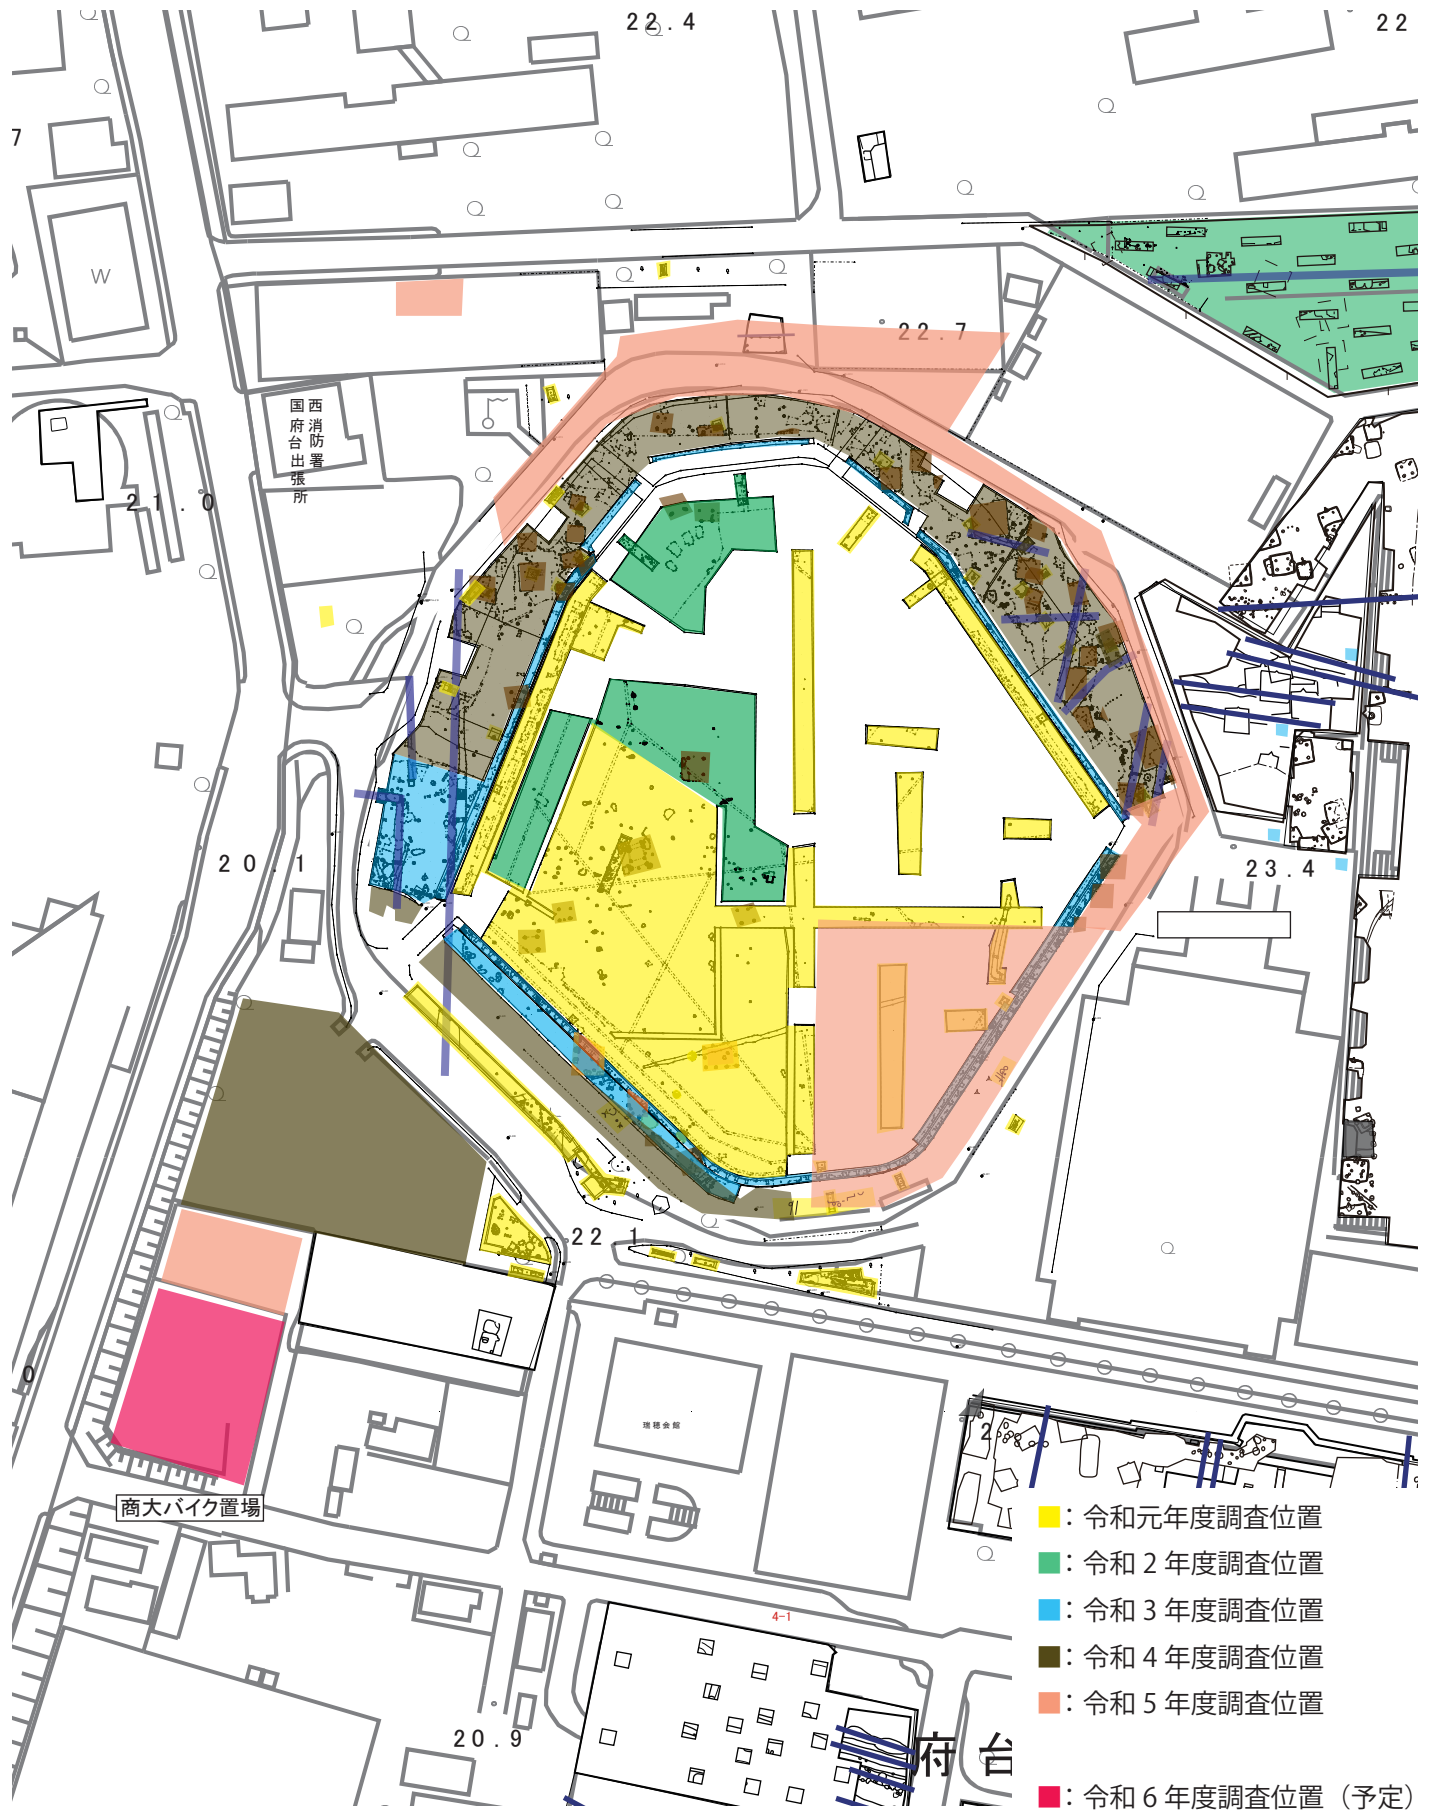 22.4
22
7
W
22.7
西消防署
国府台出張所
21.0
20.1
23.4
22.1
0
瑞穂会館
2
商大バイク置場
4-1
20.9
府台
■：令和元年度調査位置
■：令和２年度調査位置
■：令和３年度調査位置
■：令和４年度調査位置
■：令和５年度調査位置
■：令和６年度調査位置（予定）